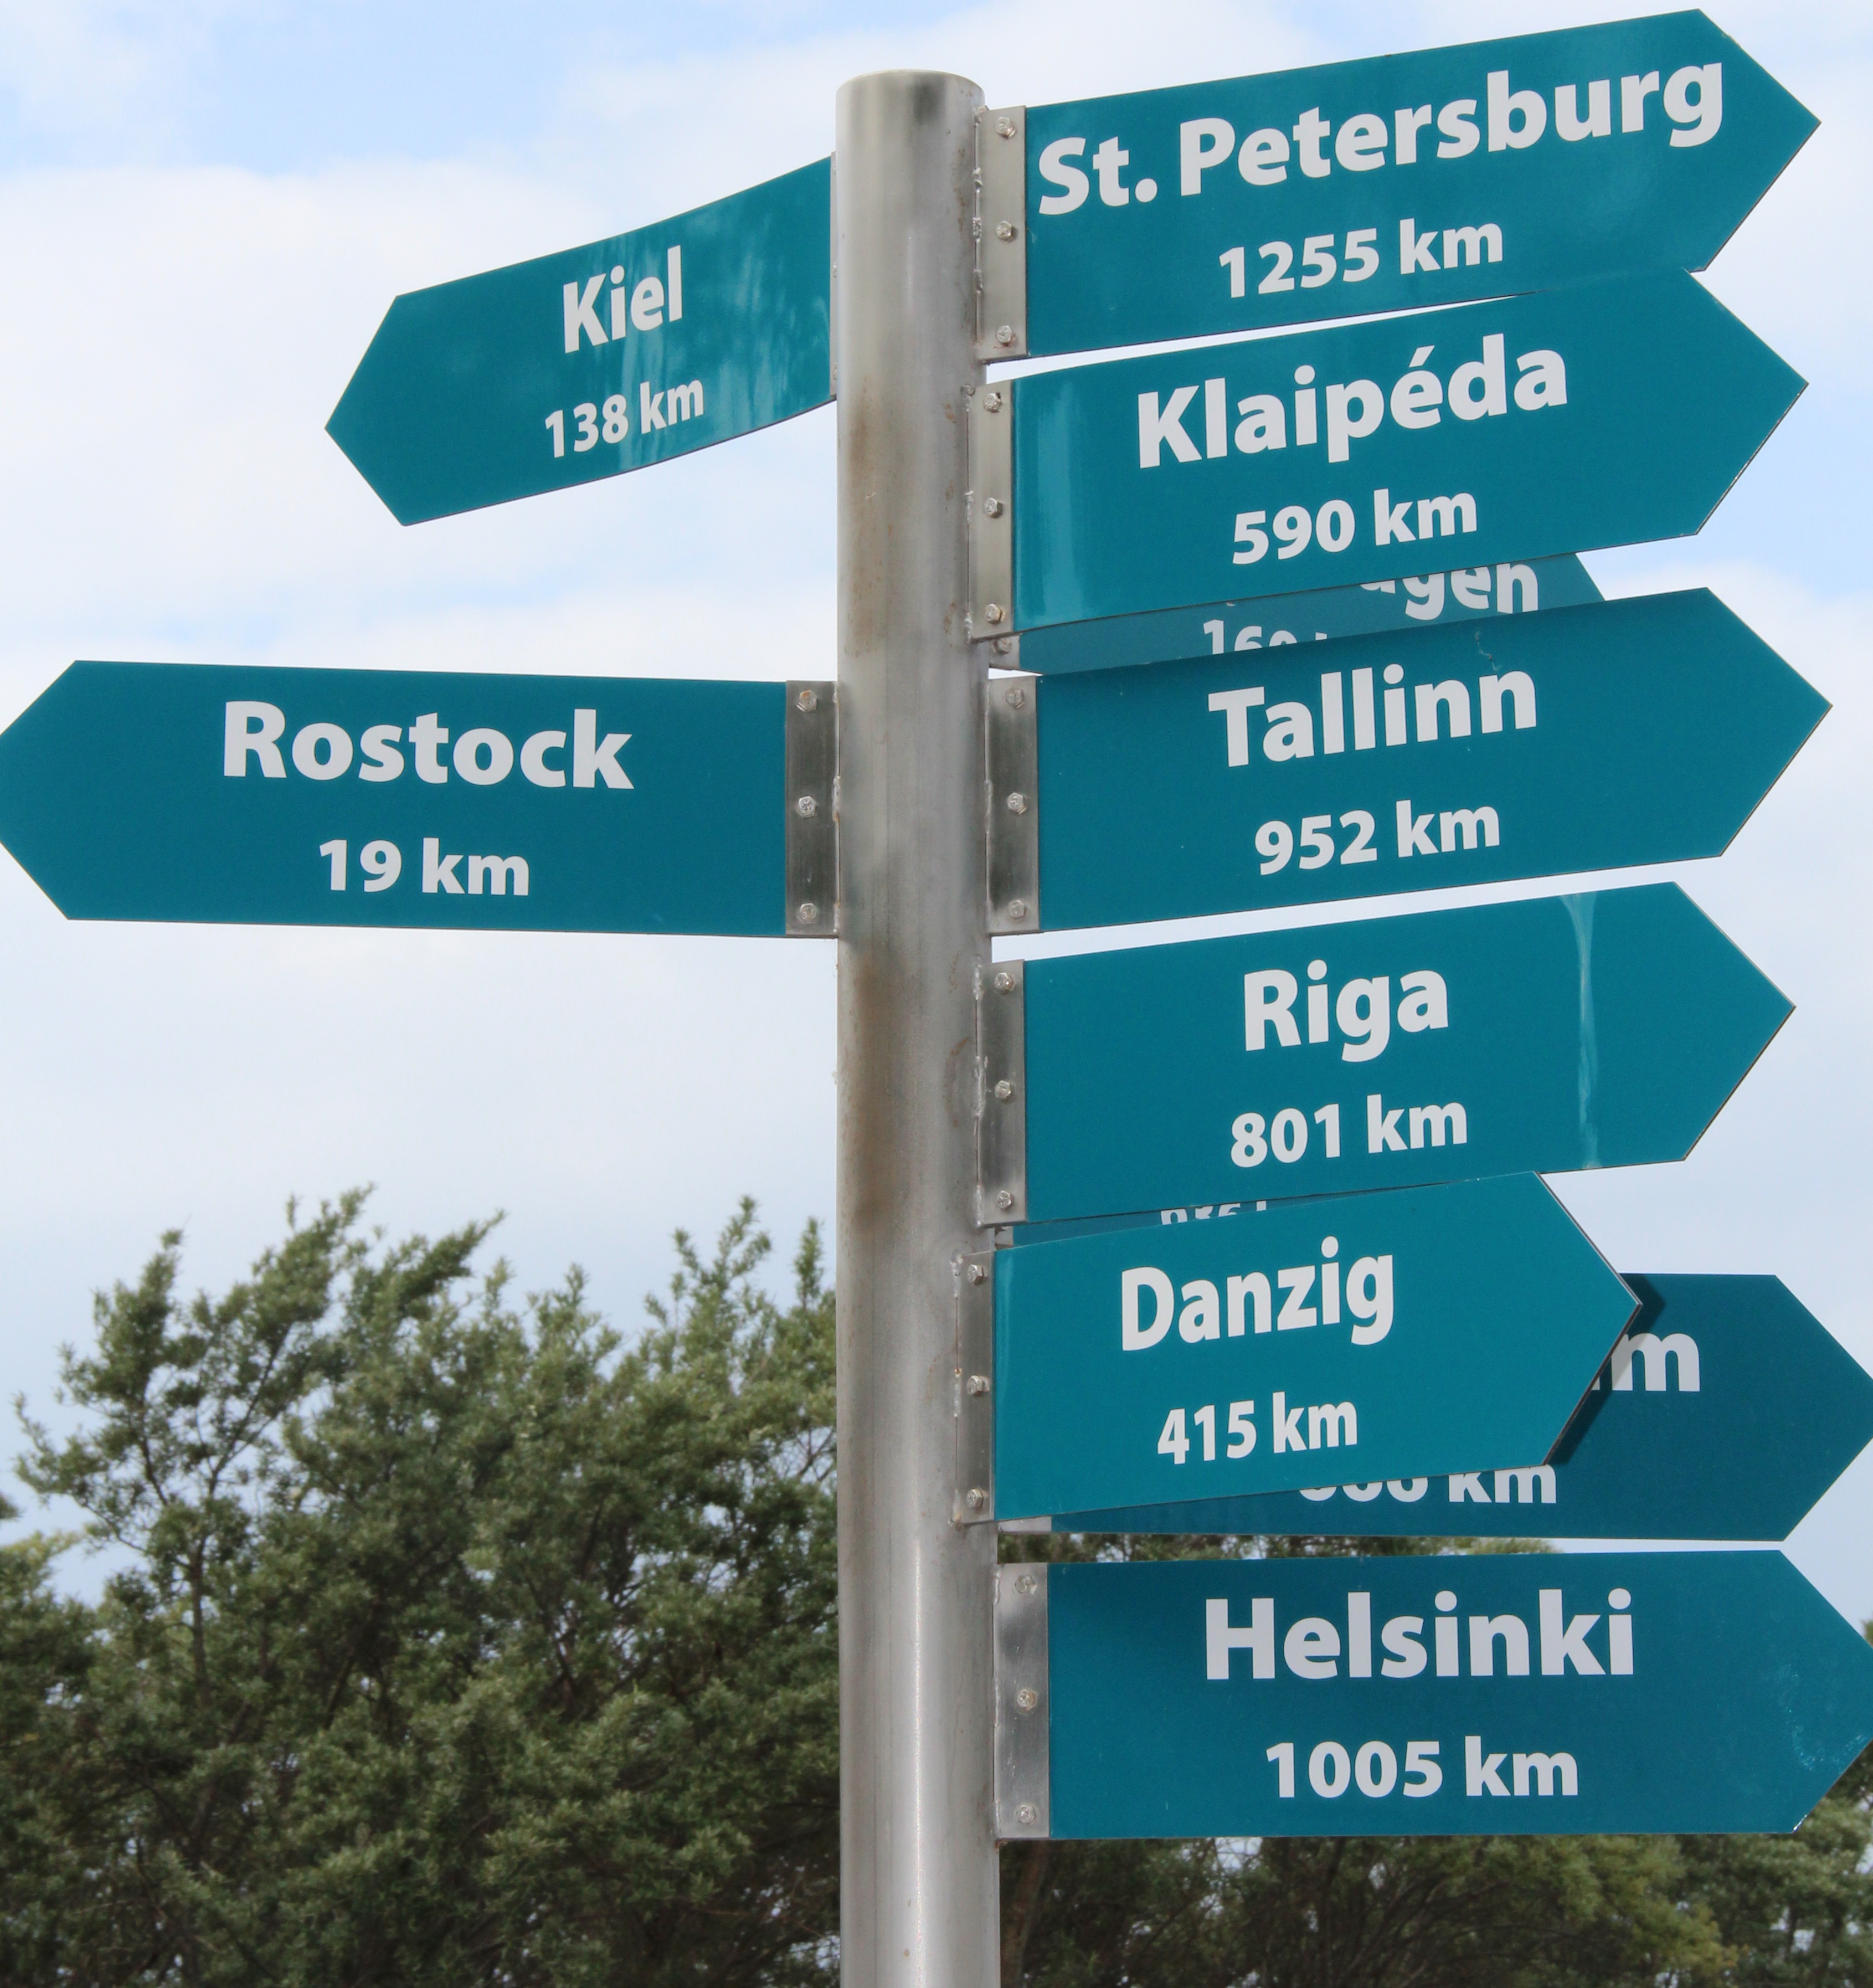 St. Petersburg
1255 km
Kiel
138 km
Klaipéda
590 km
Tallinn
952 km
Rostock
19 km
Riga
801 km
Danzig
415 km
km
Helsinki
1005 km